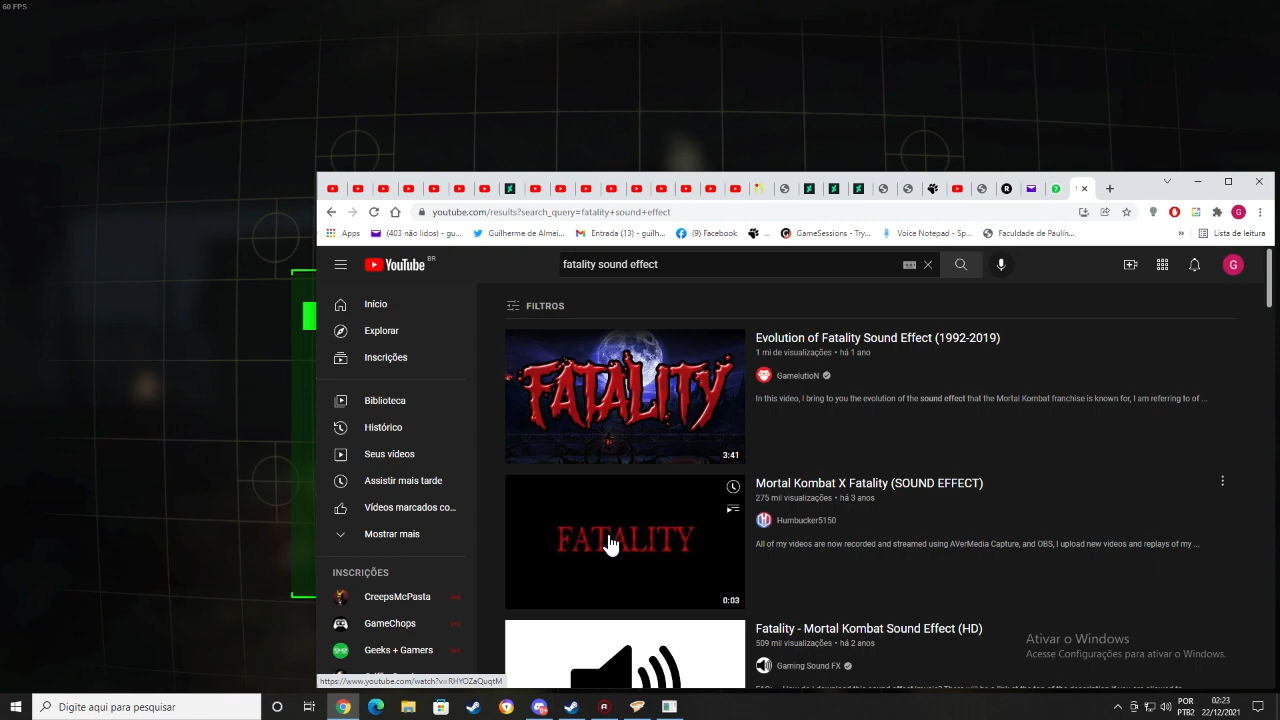 60 FPS
youtube.com/results?search_query=fatality+sound+effect
Apps
(403 não lidos) - gu...
Guilherme de Almei...
Entrada (13) - guilh...
(9) Facebook
GameSessions - Try...
Voice Notepad - Sp...
Faculdade de Paulín...
»
Lista de leitura
YouTube BR
fatality sound effect
G
Início
Explorar
Inscrições
Biblioteca
Histórico
Seus vídeos
Assistir mais tarde
Vídeos marcados co...
Mostrar mais
INSCRIÇÕES
CreepsMcPasta
GameChops
Geeks + Gamers
FILTROS
FATALITY
3:41
Evolution of Fatality Sound Effect (1992-2019)
1 mi de visualizações • há 1 ano
GamelutioN
In this video, I bring to you the evolution of the sound effect that the Mortal Kombat franchise is known for, I am referring to of ...
FATALITY
0:03
Mortal Kombat X Fatality (SOUND EFFECT)
275 mil visualizações • há 3 anos
Humbucker5150
All of my videos are now recorded and streamed using AVerMedia Capture, and OBS, I upload new videos and replays of my ...
Fatality - Mortal Kombat Sound Effect (HD)
509 mil visualizações • há 2 anos
Gaming Sound FX
Ativar o Windows
Acesse Configurações para ativar o Windows.
https://www.youtube.com/watch?v=RHYOZaQuqtM
Digite aqui para pesquisar
POR
PTB2
02:23
22/12/2021